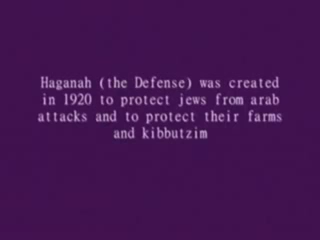 Haganah (the Defense) was created
in 1920 to protect jews from arab
attacks and to protect their farms
and kibbutzim